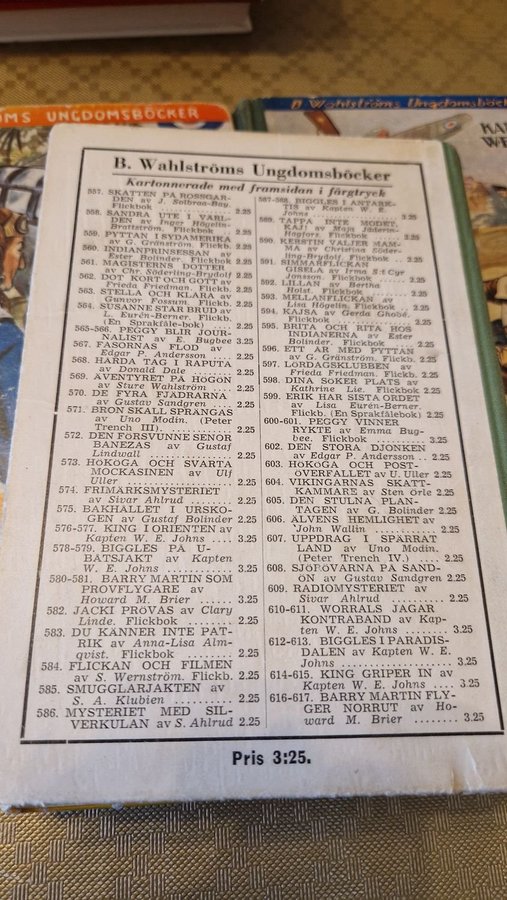 MS UNGDOMSBÖCKER
B. Wahlströms Ungdomsböck
KA
WE
B. Wahlströms Ungdomsböcker
Kartonnerade med framsidan i färgtryck
557. SKATTEN PÅ ROSSGAR-
DEN av J. Solbraa-Bay.
Flickbok 2.25
558. SANDRA UTE I VÄRL-
DEN av Inger Högelin-
Brattström. Flickbok 2.25
559. PYTTAN I SYDAMERIKA
av G. Gränström. Flickb. 2.25
560. INDIANPRINSESSAN av
Ester Bolinder. Flickbok 2.25
561. MAGISTERNS DOTTER
av Chr. Söderling-Brydolf 2.25
562. DOT KORT OCH GOTT av
Frieda Friedman. Flickb. 2.25
563. STELLA OCH KLARA av
Gunvor Fossum. Flickb. 2.25
564. SUSANNE STÅR BRUD av
L. Eurén-Berner. Flickb.
(En Språkfåle-bok) ..... 2.25
565-566. PEGGY BLIR JOUR-
NALIST av E. Bugbee 3.25
567. FASORNAS FLOD av
Edgar P. Andersson .... 2.25
568. HÅRDA TAG I RAPUTA
av Donald Dale ........ 2.25
569. ÄVENTYRET PÅ HÖGÖN
av Sture Wahlström .... 2.25
570. DE FYRA FJÄDRARNA
av Gustav Sandgren .... 2.25
571. BRON SKALL SPRÄNGAS
av Uno Modin. (Peter
Trench III). .......... 2.25
572. DEN FÖRSVUNNE SENOR
BANEZAS av Gustaf
Lindwall .............. 2.25
573. HÖKÖGA OCH SVARTA
MOCKASINEN av Ulf
Uller ................. 2.25
574. FRIMÄRKSMYSTERIET
av Sivar Ahlrud ....... 2.25
575. BAKHÅLLET I URSKO-
GEN av Gustaf Bolinder 2.25
576-577. KING I ORIENTEN av
Kapten W. E. Johns .... 3.25
578-579. BIGGLES PÅ U-
BÅTSJAKT av Kapten
W. E. Johns ........... 3.25
580-581. BARRY MARTIN SOM
PROVFLYGARE av
Howard M. Brier ....... 3.25
582. JACKI PRÖVAS av Clary
Linde. Flickbok ....... 2.25
583. DU KÄNNER INTE PAT-
RIK av Anna-Lisa Alm-
qvist. Flickbok ....... 2.25
584. FLICKAN OCH FILMEN
av S. Wernström. Flickb. 2.25
585. SMUGGLARJAKTEN av
S. A. Klubien ......... 2.25
586. MYSTERIET MED SIL-
VERKULAN av S. Ahlrud 2.25
587-588. BIGGLES I ANTARK-
TIS av Kapten W. E.
Johns ................. 3.25
589. TAPPA INTE MODET,
KAJ! av Maja Jäderin-
Hagfors. Flickbok ..... 2.25
590. KERSTIN VÄLJER MAM-
MA av Christian Söder-
ling-Brydolf. Flickbok 2.25
591. SIMMARFLICKAN
GISELA av Irma S:t Cyr
Jonsson. Flickbok ..... 2.25
592. LILLAN av Bertha
Holst. Flickbok ....... 2.25
593. MELLANFLICKAN av
Lisa Högelin. Flickbok 2.25
594. KAJSA av Gerda Ghobé.
Flickbok .............. 2.25
595. BRITA OCH RITA HOS
INDIANERNA av Ester
Bolinder. Flickbok .... 2.25
596. ETT ÅR MED PYTTAN
av G. Gränström. Flickb. 2.25
597. LÖRDAGSKLUBBEN av
Frieda Friedman. Flickb. 2.25
598. DINA SÖKER PLATS av
Kathrine Lie. Flickbok 2.25
599. ERIK HAR SISTA ORDET
av Lisa Eurén-Berner.
Flickb. (En Språkfålebok) 2.25
600-601. PEGGY VINNER
RYKTE av Emma Bug-
bee. Flickbok ......... 3.25
602. DEN STORA DJONKEN
av Edgar P. Andersson .. 2.25
603. HÖKÖGA OCH POST-
ÖVERFALLET av U. Uller 2.25
604. VIKINGARNAS SKATT-
KAMMARE av Sten Orle 2.25
605. DEN STULNA PLAN-
TAGEN av G. Bolinder 2.25
606. ÄLVENS HEMLIGHET av
John Wallin ........... 2.25
607. UPPDRAG I SPÄRRAT
LAND av Uno Modin.
(Peter Trench IV.) .... 2.25
608. SJÖRÖVARNA PÅ SAND-
ÖN av Gustav Sandgren 2.25
609. RADIOMYSTERIET av
Sivar Ahlrud .......... 2.25
610-611. WORRALS JAGAR
KONTRABAND av Kap-
ten W. E. Johns ....... 3.25
612-613. BIGGLES I PARADIS-
DALEN av Kapten W. E.
Johns ................. 3.25
614-615. KING GRIPER IN av
Kapten W. E. Johns .... 3.25
616-617. BARRY MARTIN FLY-
GER NORRUT av Ho-
ward M. Brier ........ 3.25
Pris 3:25.